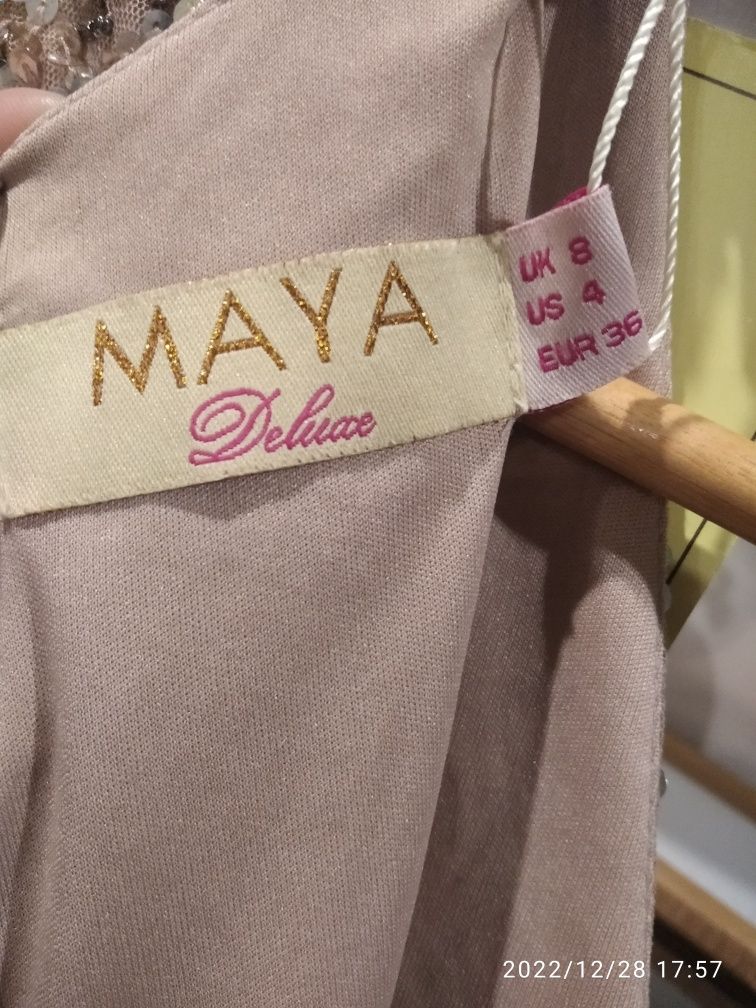 MAYA
Deluxe
UK 8
US 4
EUR 36
2022/12/28 17:57